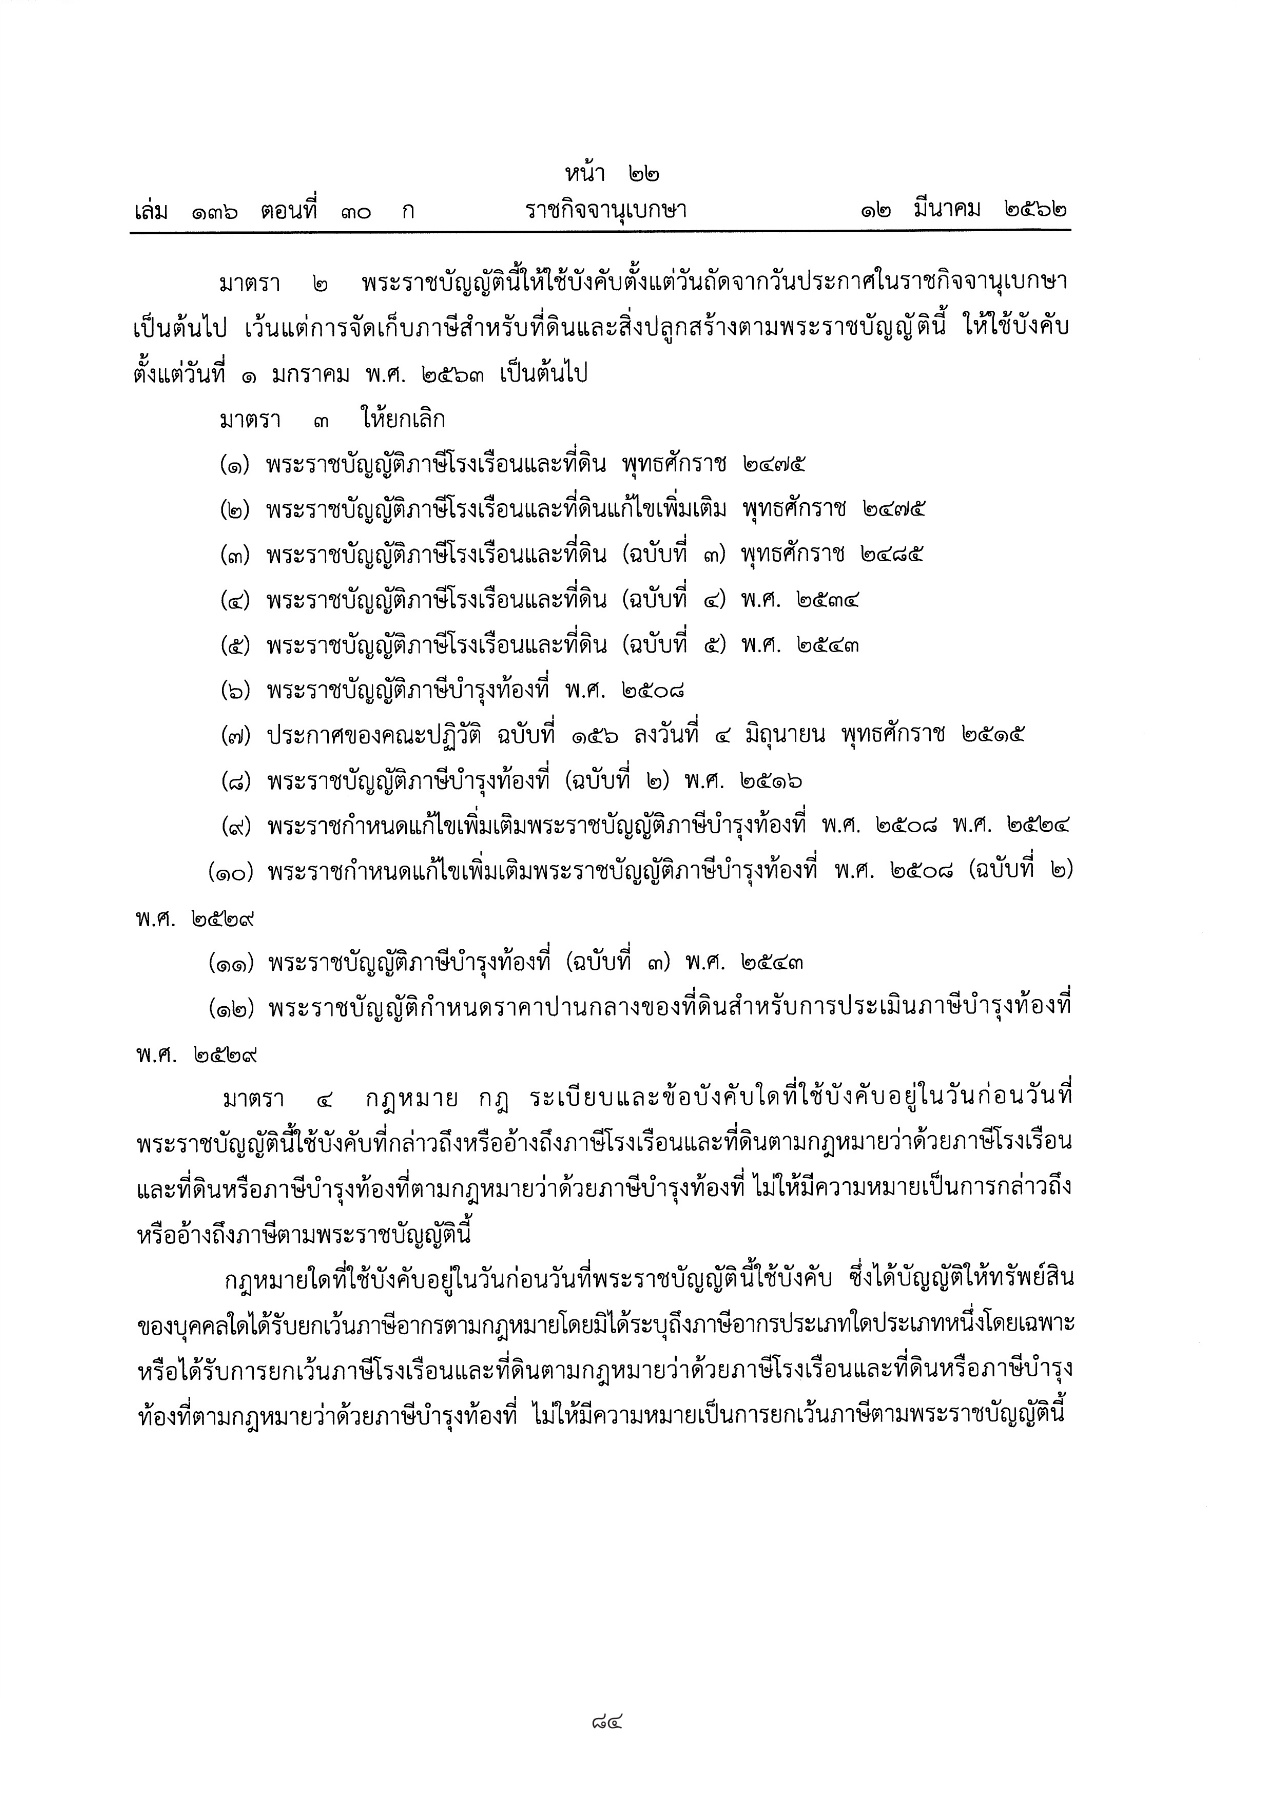 หน้า ๒๒
เล่ม ๑๓๖ ตอนที่ ๓๐ ก ราชกิจจานุเบกษา ๑๒ มีนาคม ๒๕๖๒
มาตรา ๒ พระราชบัญญัตินี้ให้ใช้บังคับตั้งแต่วันถัดจากวันประกาศในราชกิจจานุเบกษา
เป็นต้นไป เว้นแต่การจัดเก็บภาษีสำหรับที่ดินและสิ่งปลูกสร้างตามพระราชบัญญัตินี้ ให้ใช้บังคับ
ตั้งแต่วันที่ ๑ มกราคม พ.ศ. ๒๕๖๓ เป็นต้นไป
มาตรา ๓ ให้ยกเลิก
(๑) พระราชบัญญัติภาษีโรงเรือนและที่ดิน พุทธศักราช ๒๔๗๕
(๒) พระราชบัญญัติภาษีโรงเรือนและที่ดินแก้ไขเพิ่มเติม พุทธศักราช ๒๔๗๕
(๓) พระราชบัญญัติภาษีโรงเรือนและที่ดิน (ฉบับที่ ๓) พุทธศักราช ๒๔๘๕
(๔) พระราชบัญญัติภาษีโรงเรือนและที่ดิน (ฉบับที่ ๔) พ.ศ. ๒๕๓๔
(๕) พระราชบัญญัติภาษีโรงเรือนและที่ดิน (ฉบับที่ ๕) พ.ศ. ๒๕๔๓
(๖) พระราชบัญญัติภาษีบำรุงท้องที่ พ.ศ. ๒๕๐๘
(๗) ประกาศของคณะปฏิวัติ ฉบับที่ ๑๕๖ ลงวันที่ ๔ มิถุนายน พุทธศักราช ๒๕๑๕
(๘) พระราชบัญญัติภาษีบำรุงท้องที่ (ฉบับที่ ๒) พ.ศ. ๒๕๑๖
(๙) พระราชกำหนดแก้ไขเพิ่มเติมพระราชบัญญัติภาษีบำรุงท้องที่ พ.ศ. ๒๕๐๘ พ.ศ. ๒๕๒๔
(๑๐) พระราชกำหนดแก้ไขเพิ่มเติมพระราชบัญญัติภาษีบำรุงท้องที่ พ.ศ. ๒๕๐๘ (ฉบับที่ ๒)
พ.ศ. ๒๕๒๙
(๑๑) พระราชบัญญัติภาษีบำรุงท้องที่ (ฉบับที่ ๓) พ.ศ. ๒๕๔๓
(๑๒) พระราชบัญญัติกำหนดราคาปานกลางของที่ดินสำหรับการประเมินภาษีบำรุงท้องที่
พ.ศ. ๒๕๒๙
มาตรา ๔ กฎหมาย กฎ ระเบียบและข้อบังคับใดที่ใช้บังคับอยู่ในวันก่อนวันที่
พระราชบัญญัตินี้ใช้บังคับที่กล่าวถึงหรืออ้างถึงภาษีโรงเรือนและที่ดินตามกฎหมายว่าด้วยภาษีโรงเรือน
และที่ดินหรือภาษีบำรุงท้องที่ตามกฎหมายว่าด้วยภาษีบำรุงท้องที่ ไม่ให้มีความหมายเป็นการกล่าวถึง
หรืออ้างถึงภาษีตามพระราชบัญญัตินี้
กฎหมายใดที่ใช้บังคับอยู่ในวันก่อนวันที่พระราชบัญญัตินี้ใช้บังคับ ซึ่งได้บัญญัติให้ทรัพย์สิน
ของบุคคลใดได้รับยกเว้นภาษีอากรตามกฎหมายโดยมิได้ระบุถึงภาษีอากรประเภทใดประเภทหนึ่งโดยเฉพาะ
หรือได้รับการยกเว้นภาษีโรงเรือนและที่ดินตามกฎหมายว่าด้วยภาษีโรงเรือนและที่ดินหรือภาษีบำรุง
ท้องที่ตามกฎหมายว่าด้วยภาษีบำรุงท้องที่ ไม่ให้มีความหมายเป็นการยกเว้นภาษีตามพระราชบัญญัตินี้
๘๔